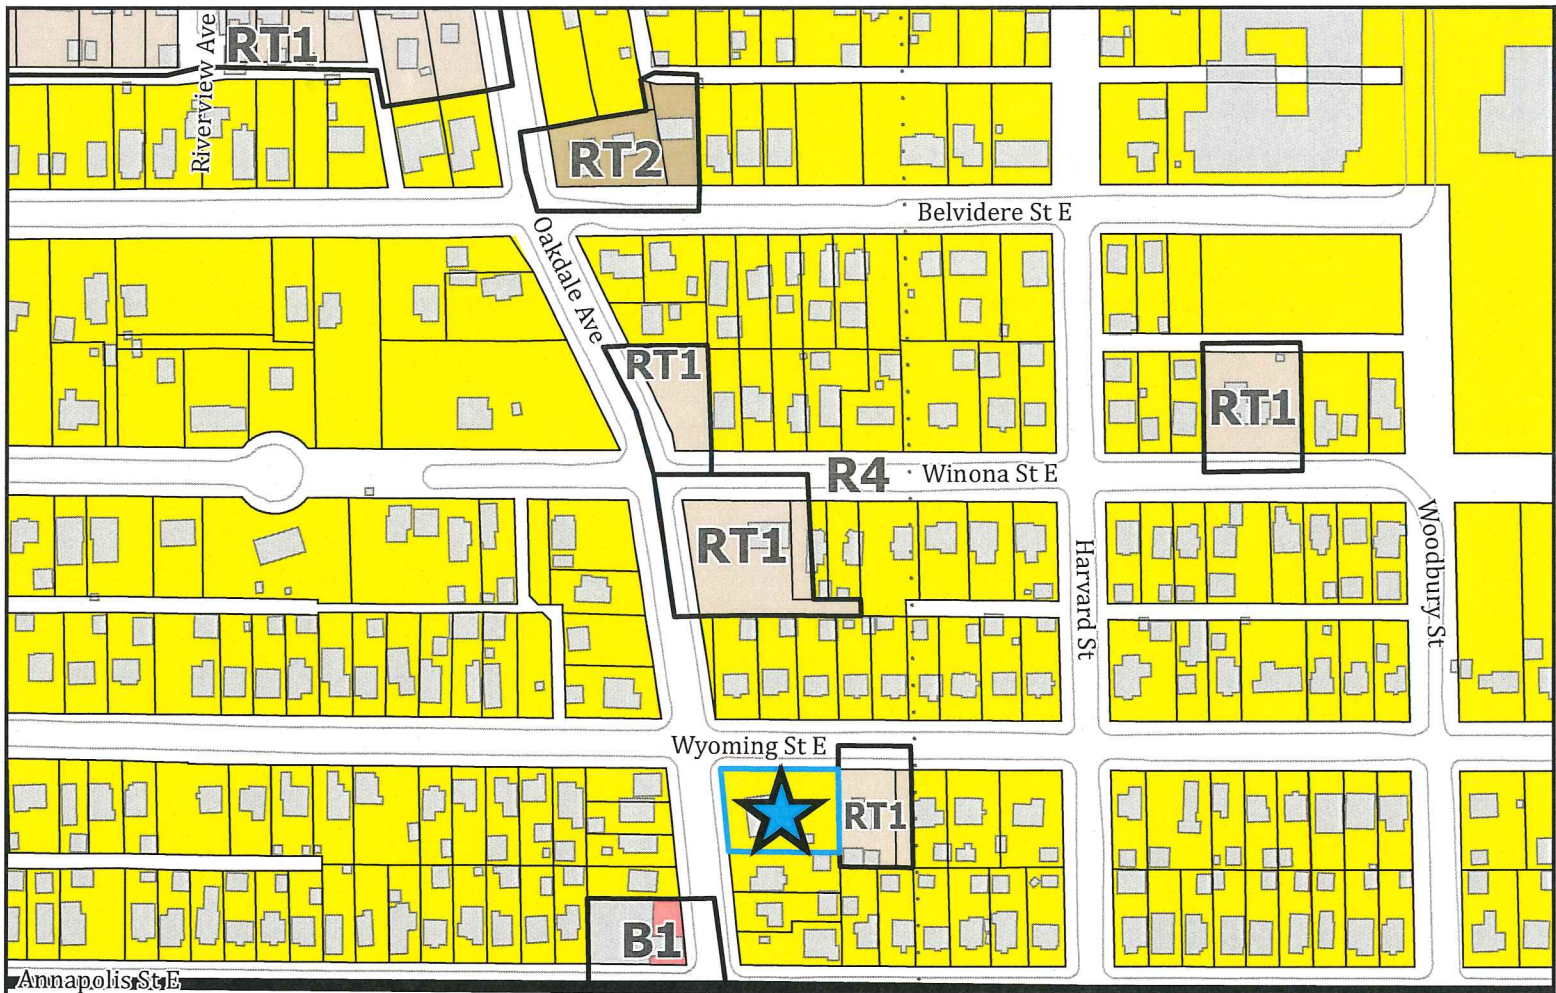 Riverview Ave
RT1
RT2
Belvidere St E
Oakdale Ave
RT1
RT1
R4
Winona St E
RT1
Harvard St
Woodbury St
Wyoming St E
RT1
B1
Annapolis St E